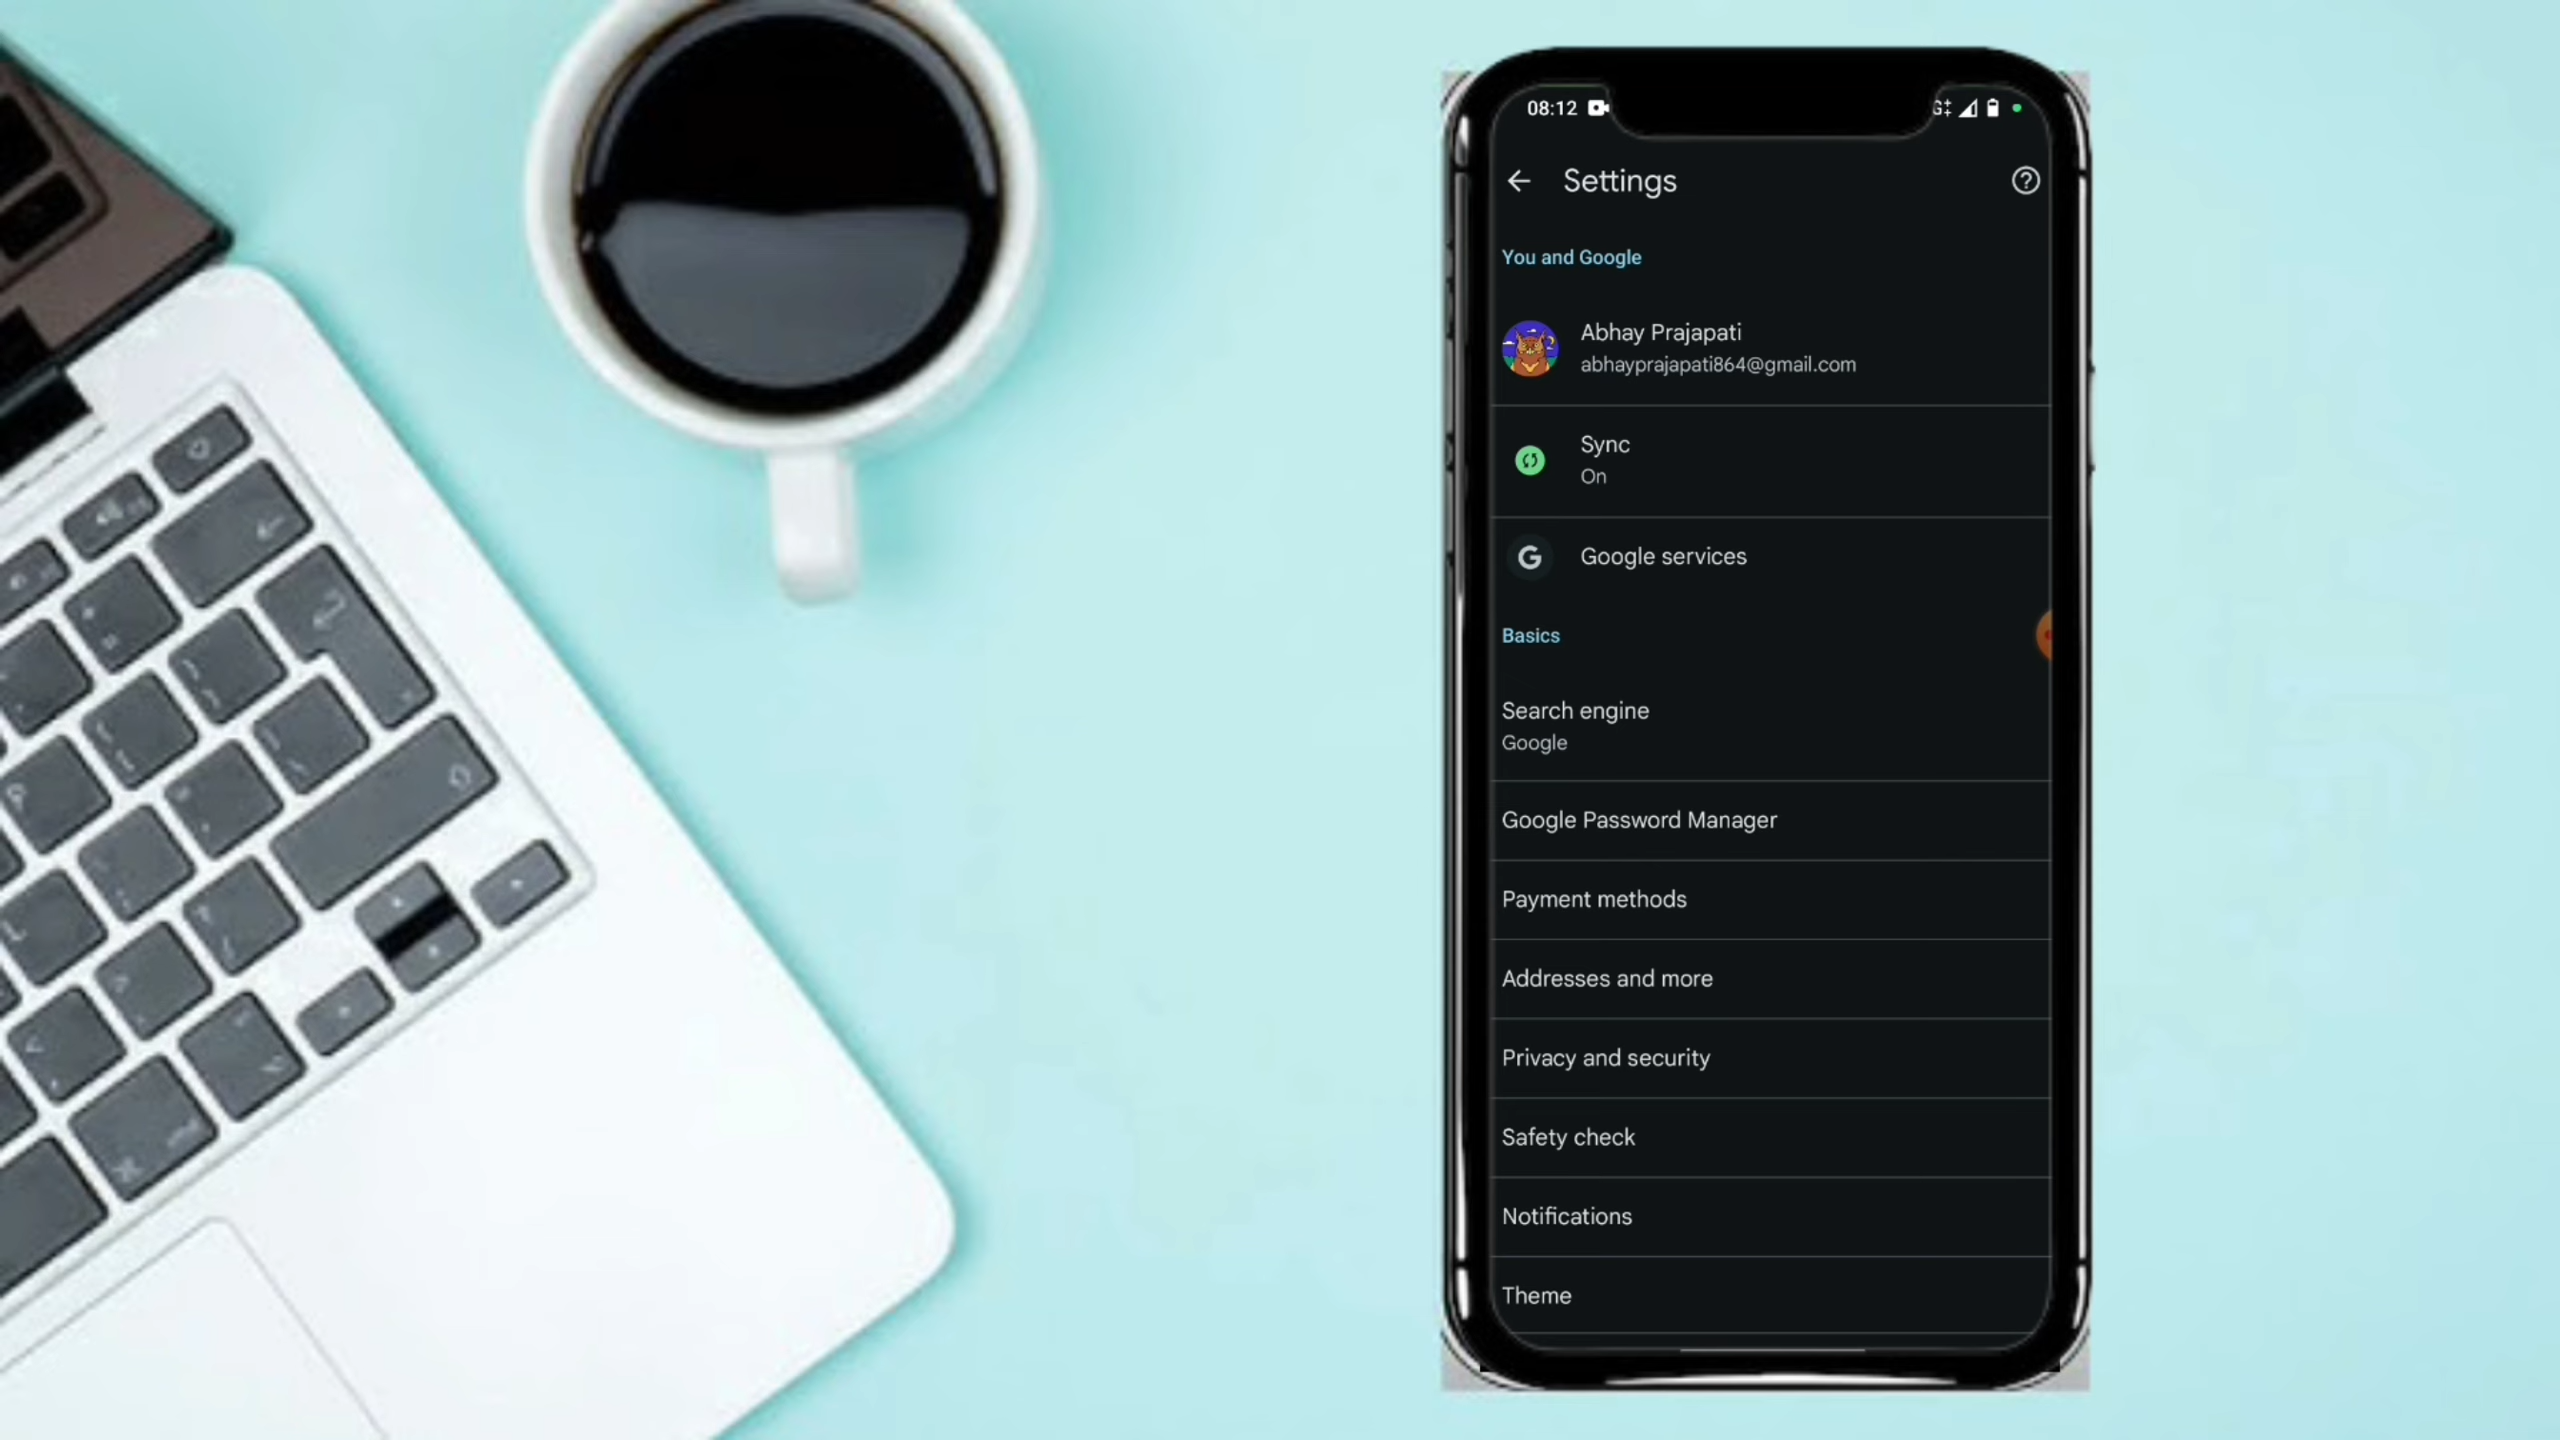 08:12
Settings
You and Google
Abhay Prajapati
abhayprajapati864@gmail.com
Sync
On
Google services
Basics
Search engine
Google
Google Password Manager
Payment methods
Addresses and more
Privacy and security
Safety check
Notifications
Theme